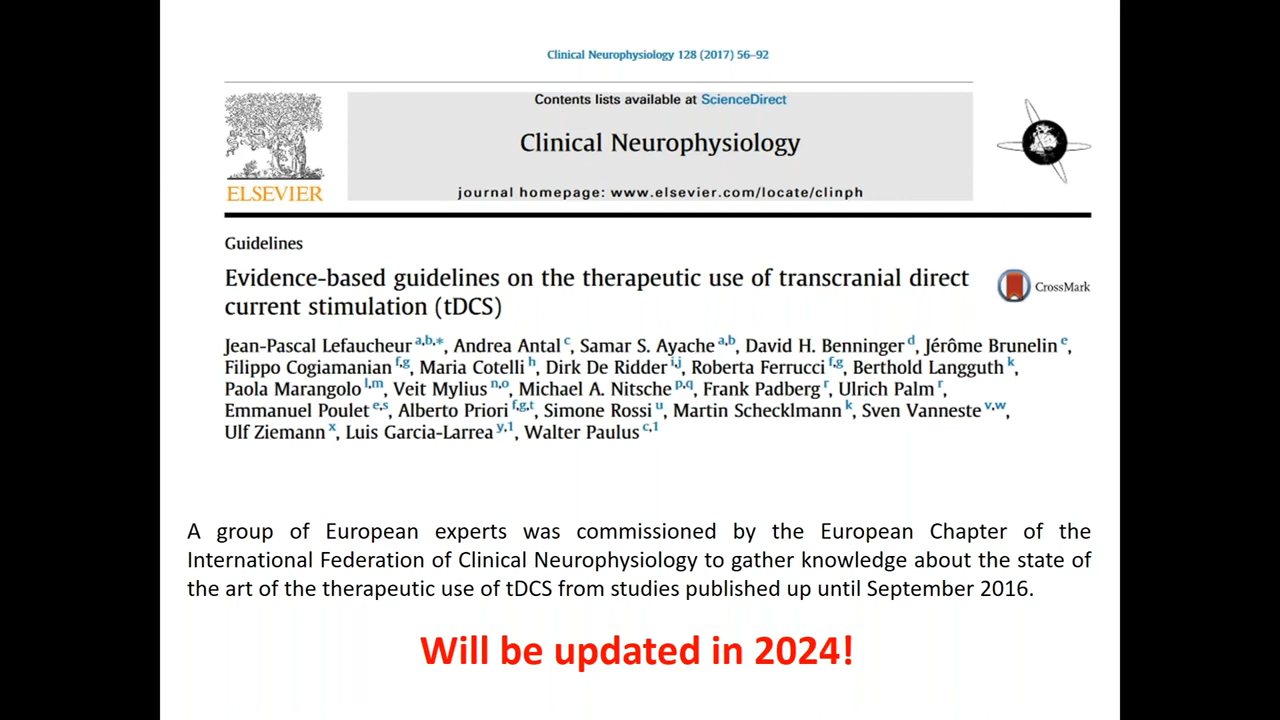 Clinical Neurophysiology 128 (2017) 56–92
Contents lists available at ScienceDirect
Clinical Neurophysiology
journal homepage: www.elsevier.com/locate/clinph
ELSEVIER
Guidelines
Evidence-based guidelines on the therapeutic use of transcranial direct
current stimulation (tDCS)
CrossMark
Jean-Pascal Lefaucheur a,b,*, Andrea Antal c, Samar S. Ayache a,b, David H. Benninger d, Jérôme Brunelin e,
Filippo Cogiamanian f,g, Maria Cotelli h, Dirk De Ridder i,j, Roberta Ferrucci f,g, Berthold Langguth k,
Paola Marangolo l,m, Veit Mylius n,o, Michael A. Nitsche p,q, Frank Padberg r, Ulrich Palm r,
Emmanuel Poulet e,s, Alberto Priori f,g,t, Simone Rossi u, Martin Schecklmann k, Sven Vanneste v,w,
Ulf Ziemann x, Luis Garcia-Larrea y,1, Walter Paulus c,1
A group of European experts was commissioned by the European Chapter of the
International Federation of Clinical Neurophysiology to gather knowledge about the state of
the art of the therapeutic use of tDCS from studies published up until September 2016.
Will be updated in 2024!